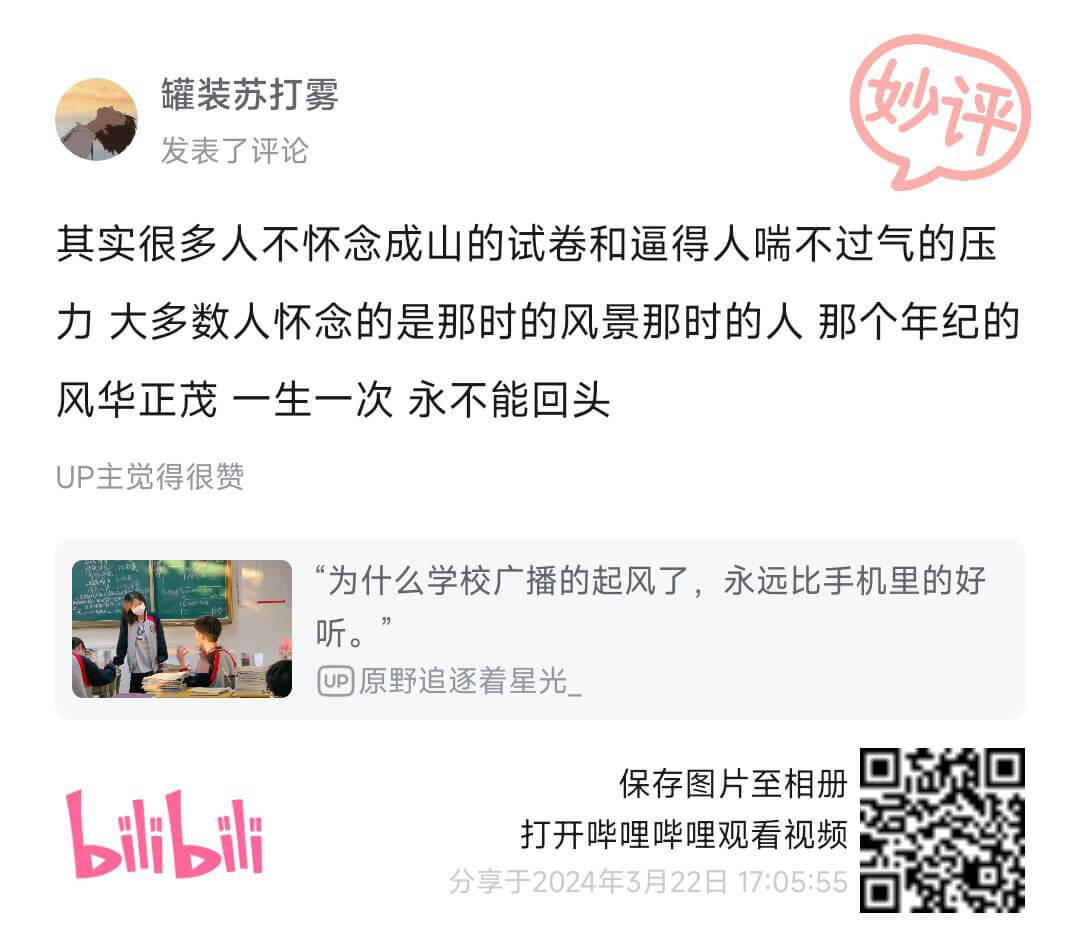 罐装苏打雾
发表了评论
妙评
其实很多人不怀念成山的试卷和逼得人喘不过气的压
力 大多数人怀念的是那时的风景那时的人 那个年纪的
风华正茂 一生一次 永不能回头
UP主觉得很赞
“为什么学校广播的起风了，永远比手机里的好
听。”
UP 原野追逐着星光_
bilibili
保存图片至相册
打开哔哩哔哩观看视频
分享于2024年3月22日 17:05:55